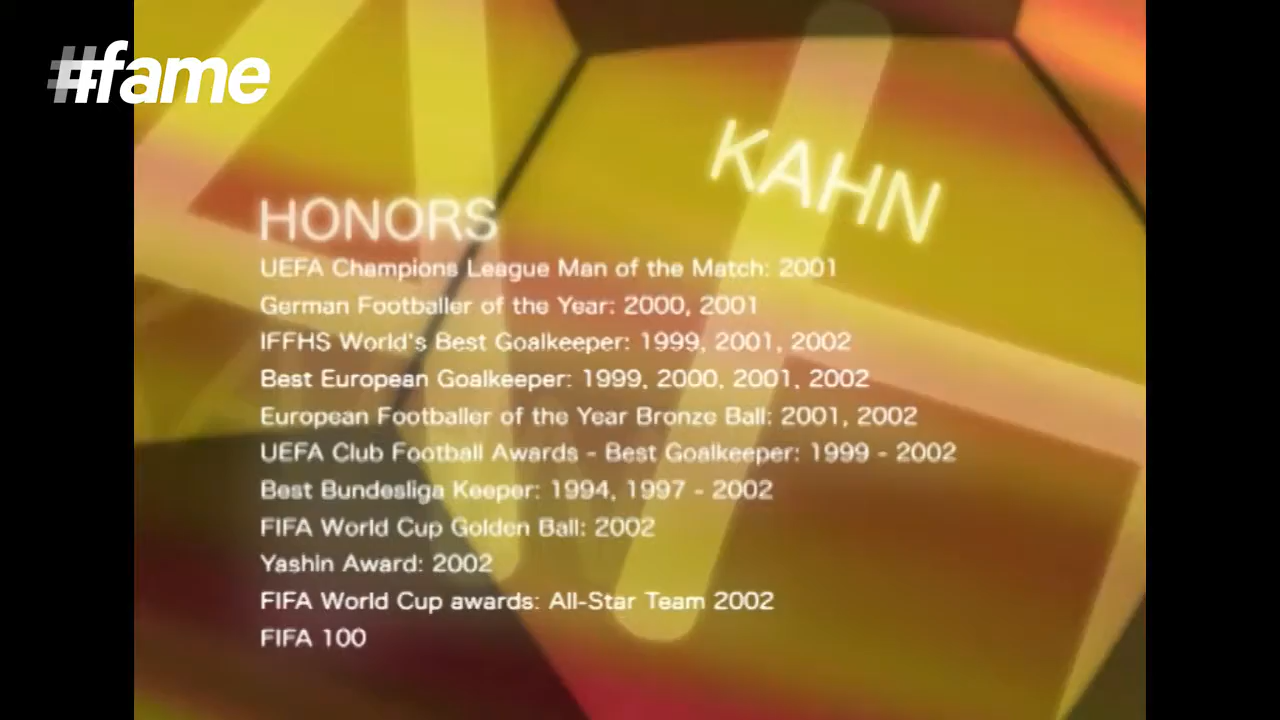 #fame
KAHN
HONORS
UEFA Champions League Man of the Match: 2001
German Footballer of the Year: 2000, 2001
IFFHS World's Best Goalkeeper: 1999, 2001, 2002
Best European Goalkeeper: 1999, 2000, 2001, 2002
European Footballer of the Year Bronze Ball: 2001, 2002
UEFA Club Football Awards - Best Goalkeeper: 1999 - 2002
Best Bundesliga Keeper: 1994, 1997 - 2002
FIFA World Cup Golden Ball: 2002
Yashin Award: 2002
FIFA World Cup awards: All-Star Team 2002
FIFA 100